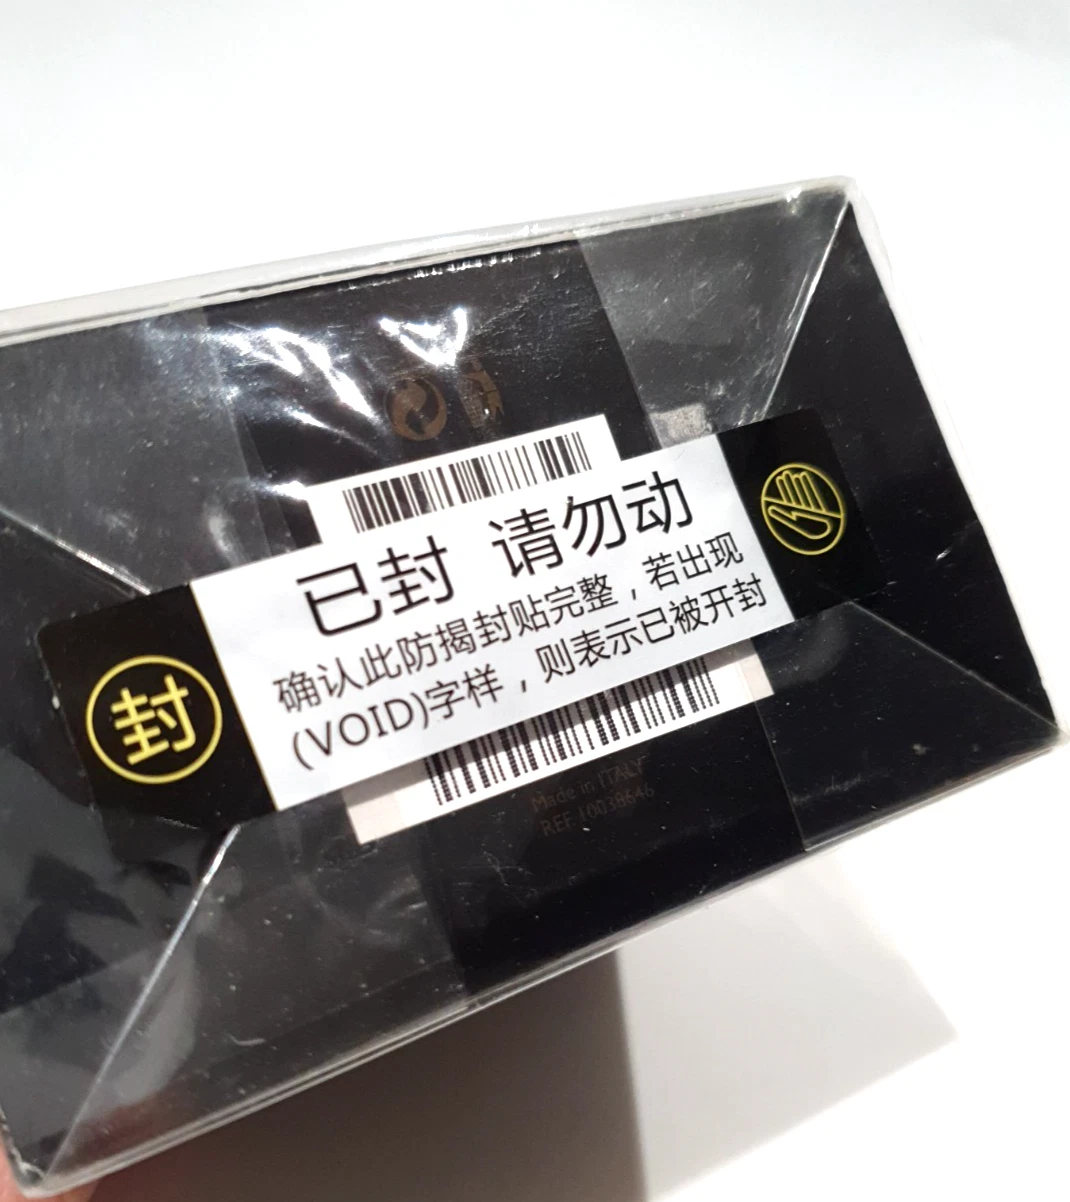 已封 请勿动
确认此防揭封贴完整，若出现
(VOID)字样，则表示已被开封
封
Made in ITALY
REF.10038646